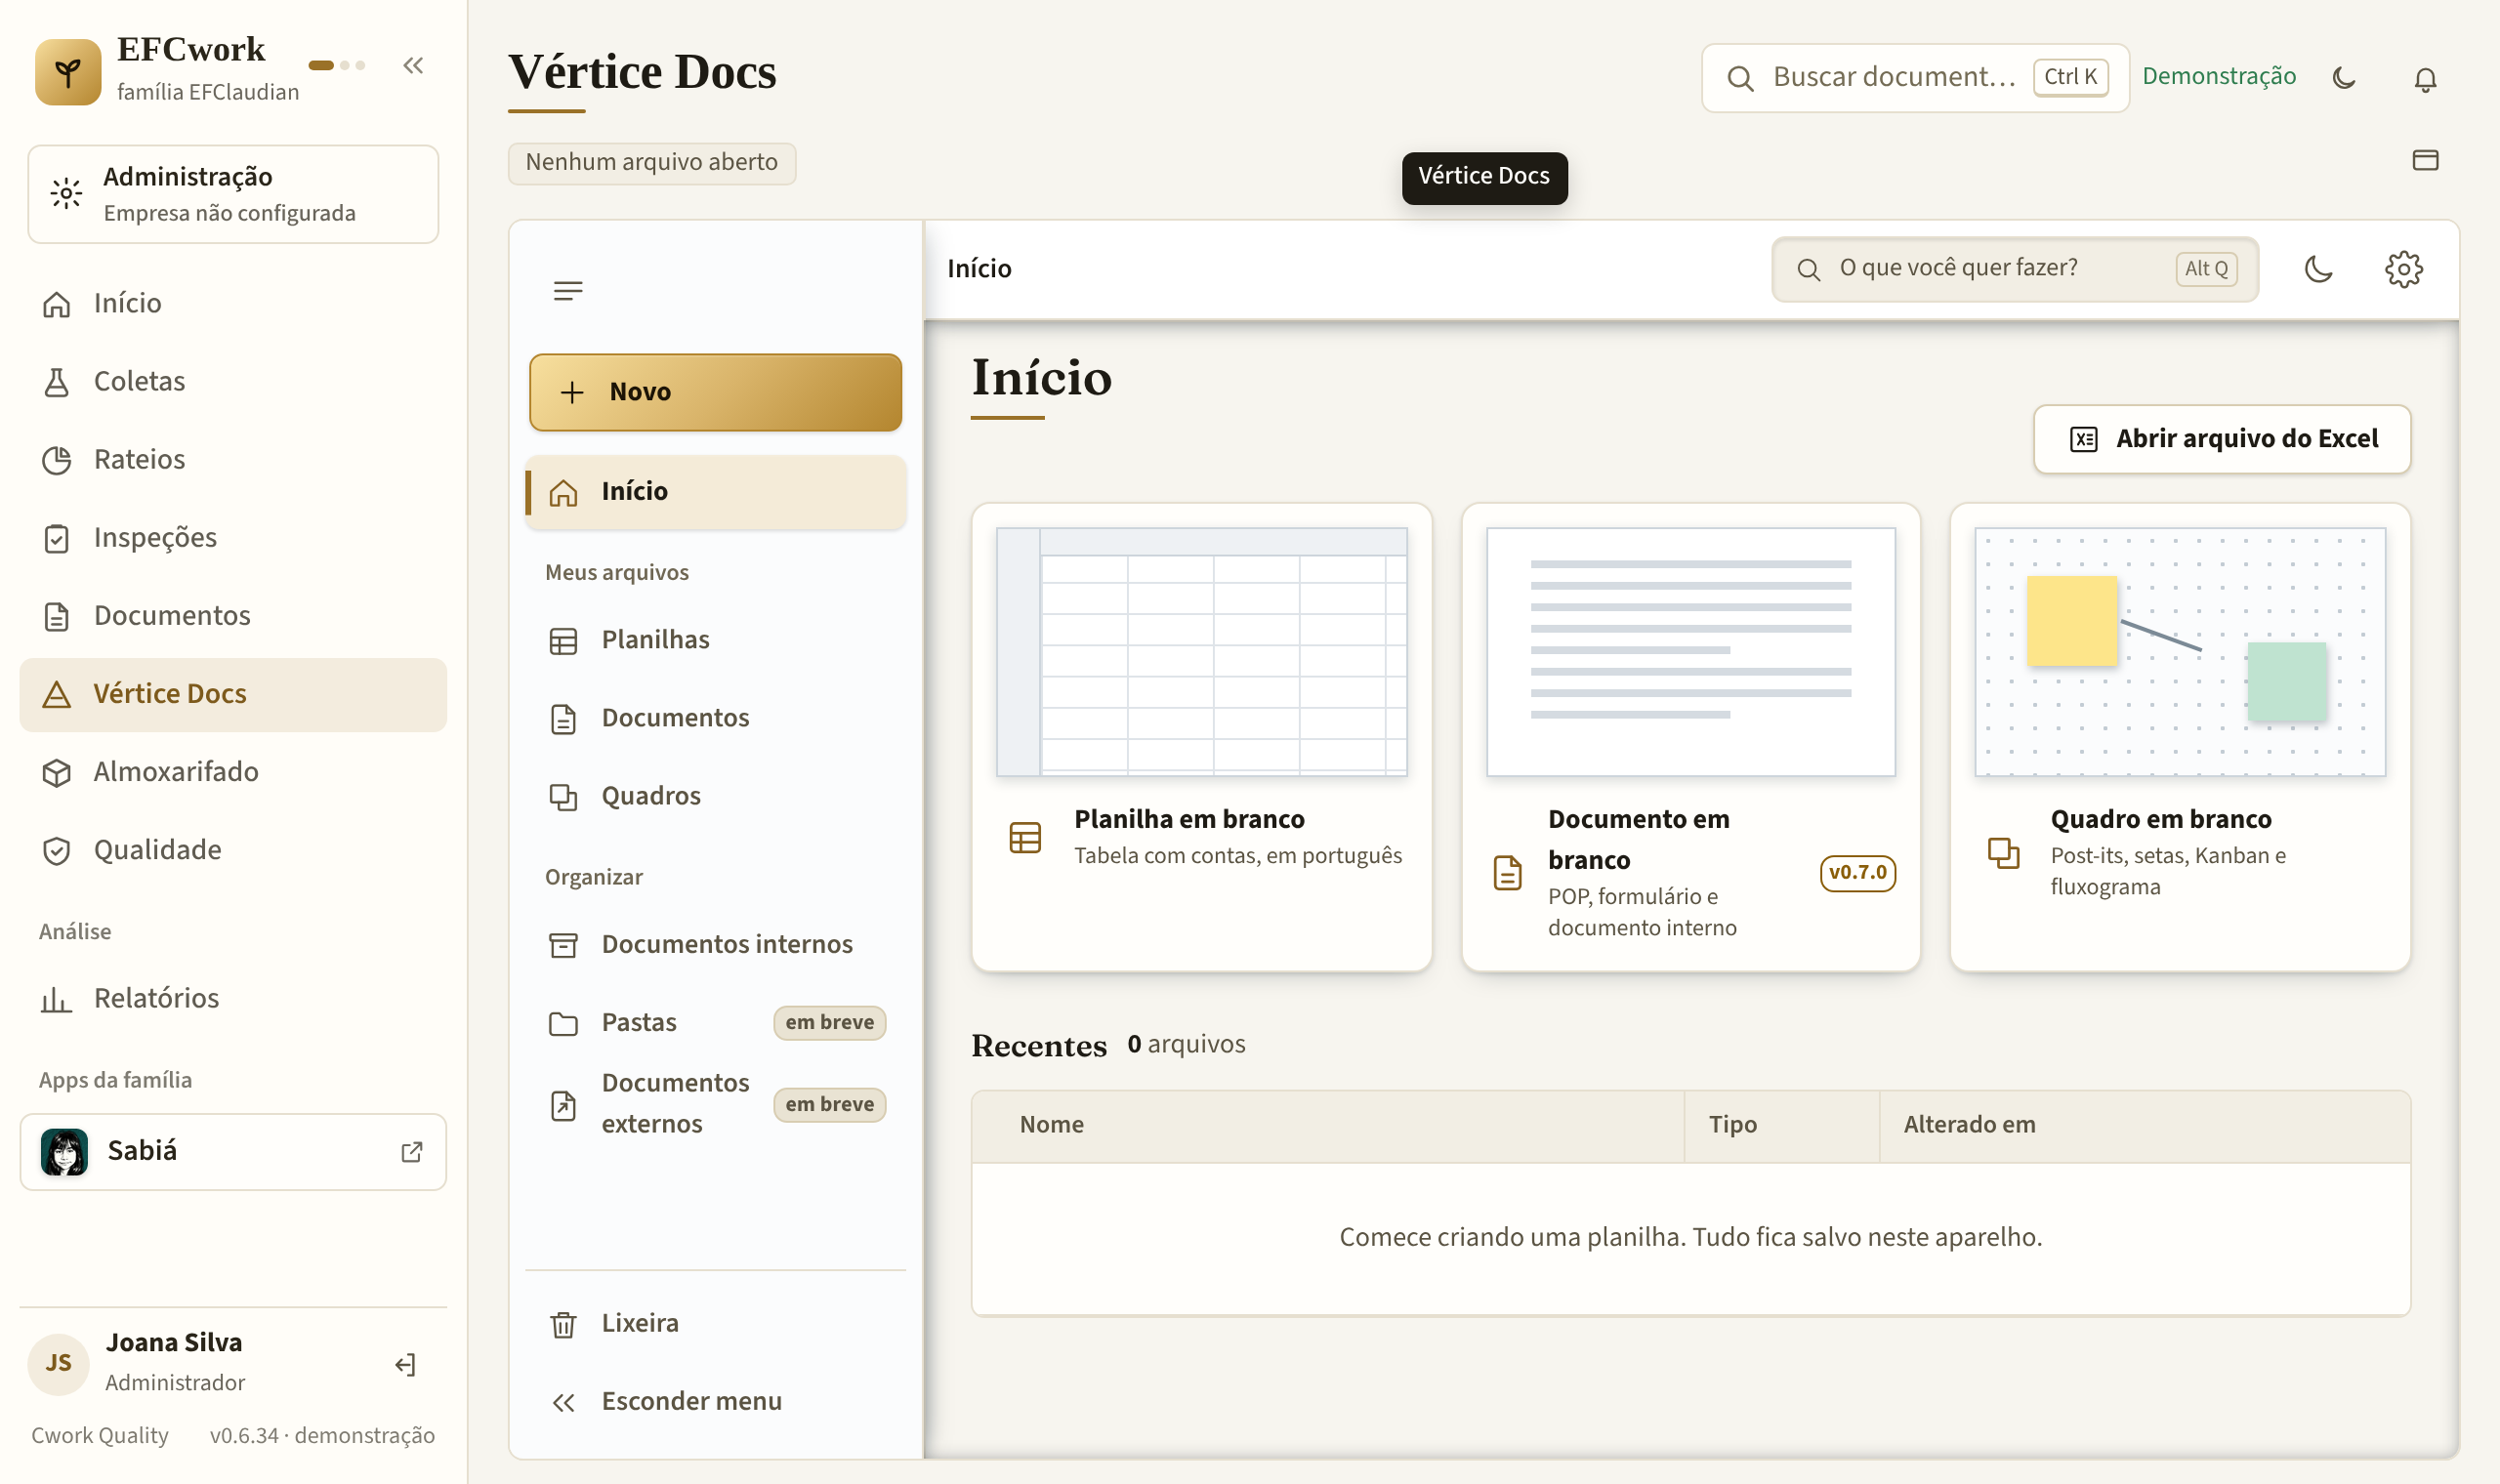 EFCwork
família EFClaudian
Administração
Empresa não configurada
Início
Coletas
Rateios
Inspeções
Documentos
Vértice Docs
Almoxarifado
Qualidade
Análise
Relatórios
Apps da família
Sabiá
JS
Joana Silva
Administrador
Cwork Quality
v0.6.34 · demonstração
Vértice Docs
Buscar document…
Ctrl K
Demonstração
Nenhum arquivo aberto
Vértice Docs
Novo
Início
Meus arquivos
Planilhas
Documentos
Quadros
Organizar
Documentos internos
Pastas
em breve
Documentos
externos
em breve
Lixeira
Esconder menu
Início
O que você quer fazer?
Alt Q
Início
Abrir arquivo do Excel
Planilha em branco
Tabela com contas, em português
Documento em
branco
POP, formulário e
documento interno
v0.7.0
Quadro em branco
Post-its, setas, Kanban e
fluxograma
Recentes 0 arquivos
Nome
Tipo
Alterado em
Comece criando uma planilha. Tudo fica salvo neste aparelho.